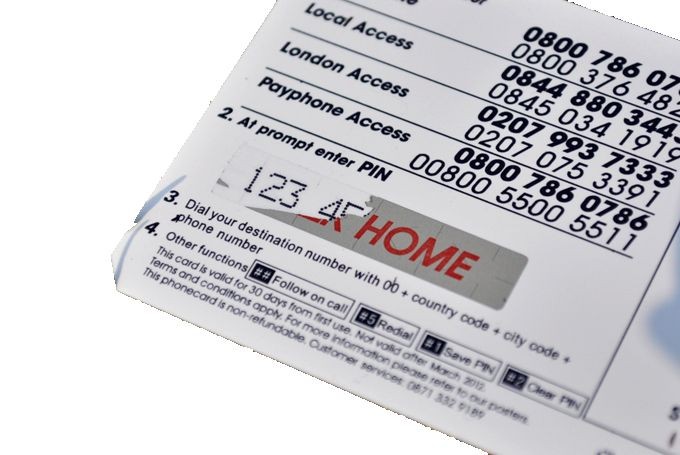 Local Access
0800 376 48
London Access
0844 880 344
0845 034 1919
Payphone Access
0207 993 7333
0207 075 3391
2. At prompt enter PIN
0800 786 0786
00800 5500 5511
123 45
HOME
3. Dial your destination number with 00 + country code + city code +
phone number
4. Other functions ## Follow on call #5 Redial #1 Save PIN #2 Clear PIN
This card is valid for 30 days from first use. Not valid after March 2012.
Terms and conditions apply. For more information please refer to our posters.
This phonecard is non-refundable. Customer services: 0871 332 9189